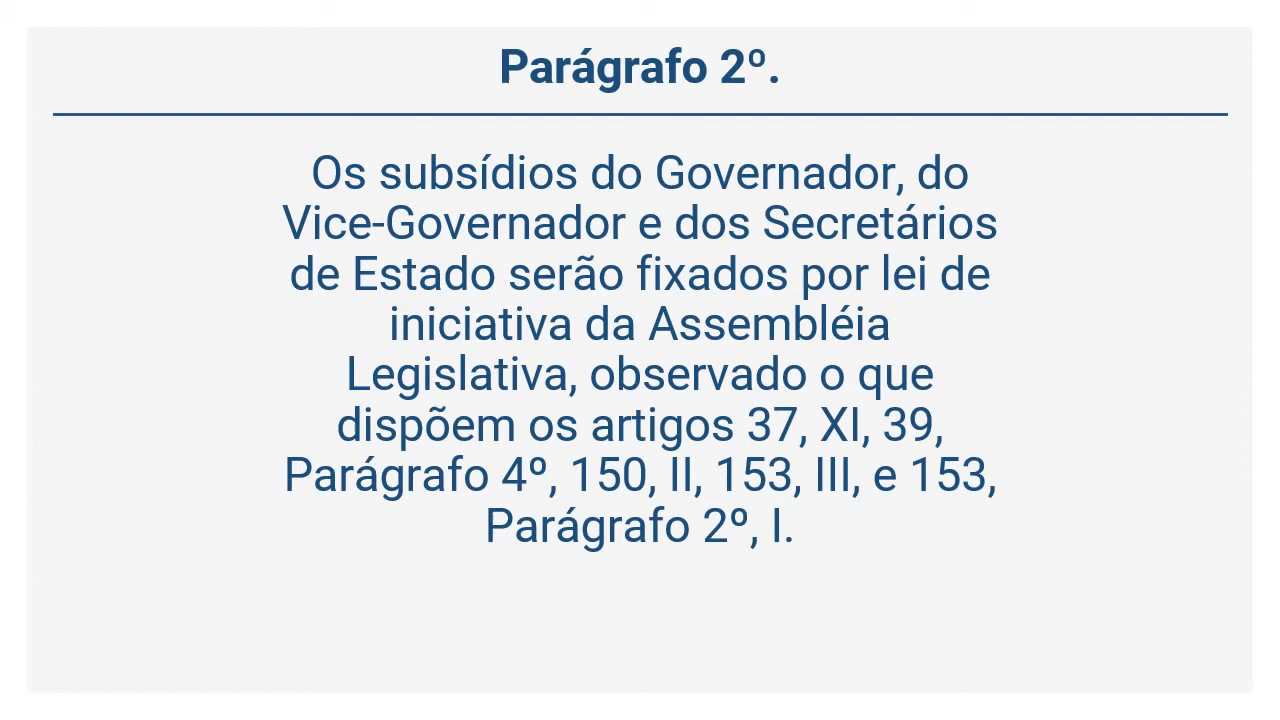 Parágrafo 2º.
Os subsídios do Governador, do
Vice-Governador e dos Secretários
de Estado serão fixados por lei de
iniciativa da Assembléia
Legislativa, observado o que
dispõem os artigos 37, XI, 39,
Parágrafo 4º, 150, II, 153, III, e 153,
Parágrafo 2º, I.